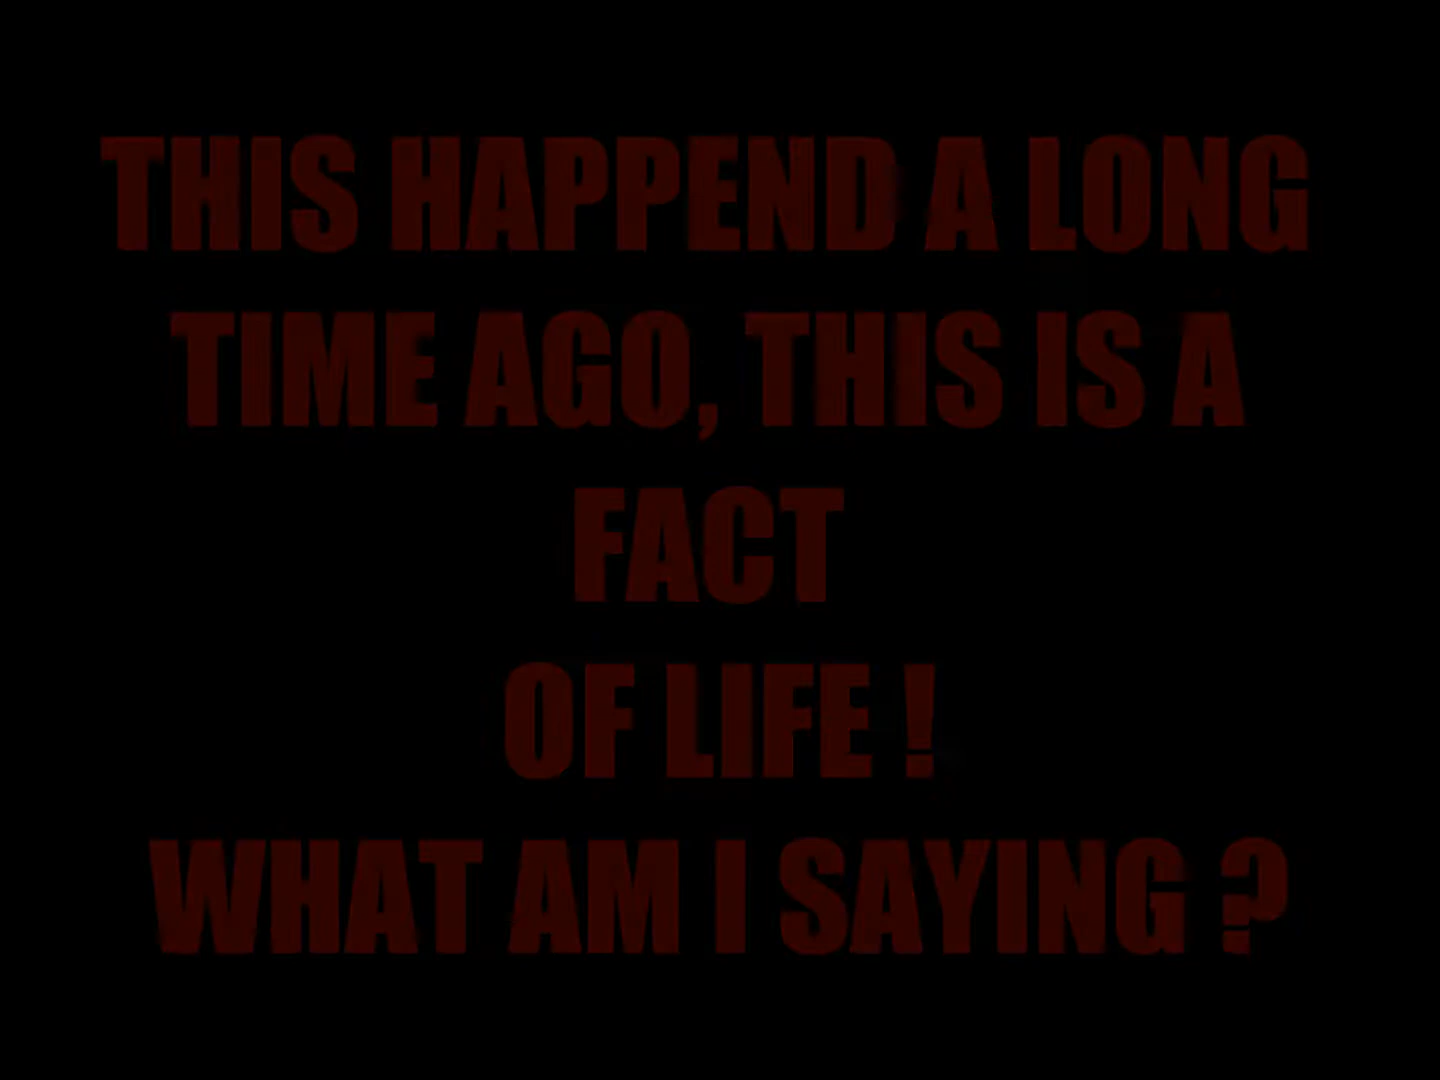 THIS HAPPEND A LONG
TIME AGO, THIS IS A
FACT
OF LIFE !
WHAT AM I SAYING ?